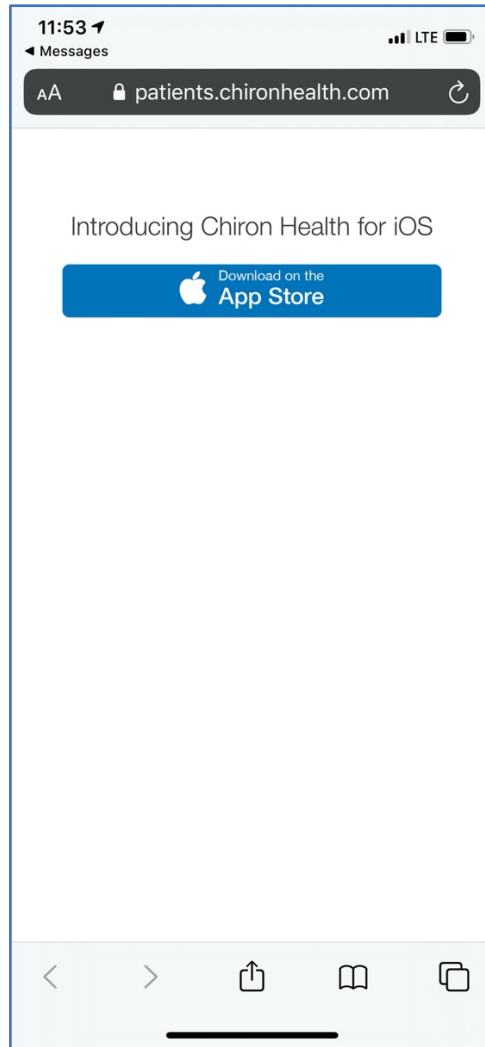 11:53
Messages
LTE
AA patients.chironhealth.com
Introducing Chiron Health for iOS
Download on the
App Store